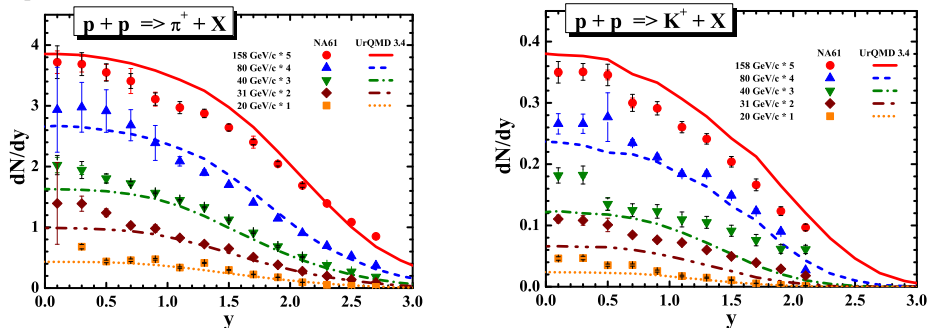 p + p => π⁺ + X
NA61 UrQMD 3.4
158 GeV/c * 5
80 GeV/c * 4
40 GeV/c * 3
31 GeV/c * 2
20 GeV/c * 1
dN/dy
4
3
2
1
0
0.0 0.5 1.0 1.5 2.0 2.5 3.0
y
p + p => K⁺ + X
NA61 UrQMD 3.4
158 GeV/c * 5
80 GeV/c * 4
40 GeV/c * 3
31 GeV/c * 2
20 GeV/c * 1
dN/dy
0.4
0.3
0.2
0.1
0.0
0.0 0.5 1.0 1.5 2.0 2.5 3.0
y